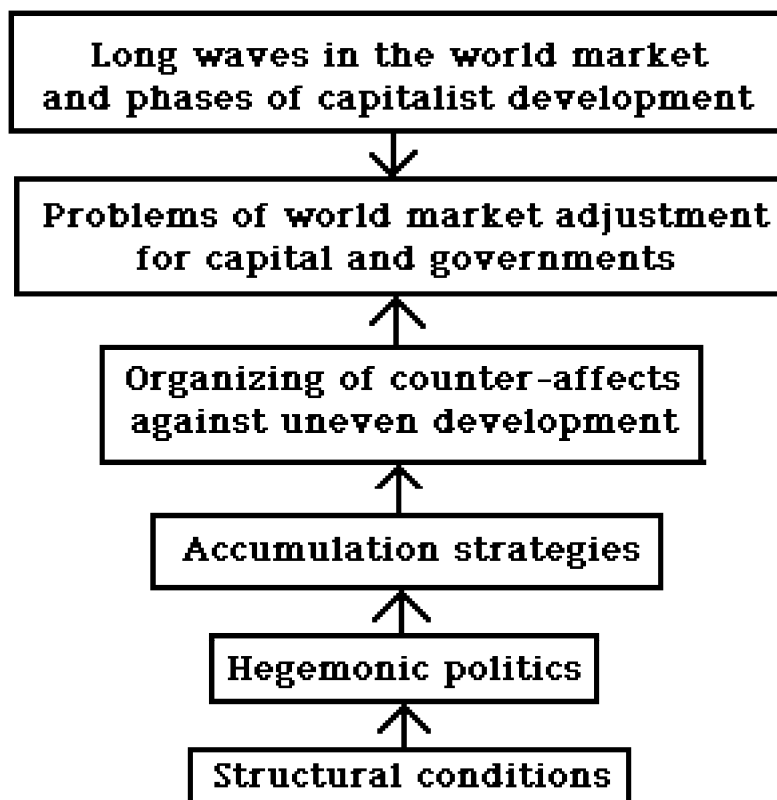 Long waves in the world market
and phases of capitalist development
Problems of world market adjustment
for capital and governments
Organizing of counter-affects
against uneven development
Accumulation strategies
Hegemonic politics
Structural conditions